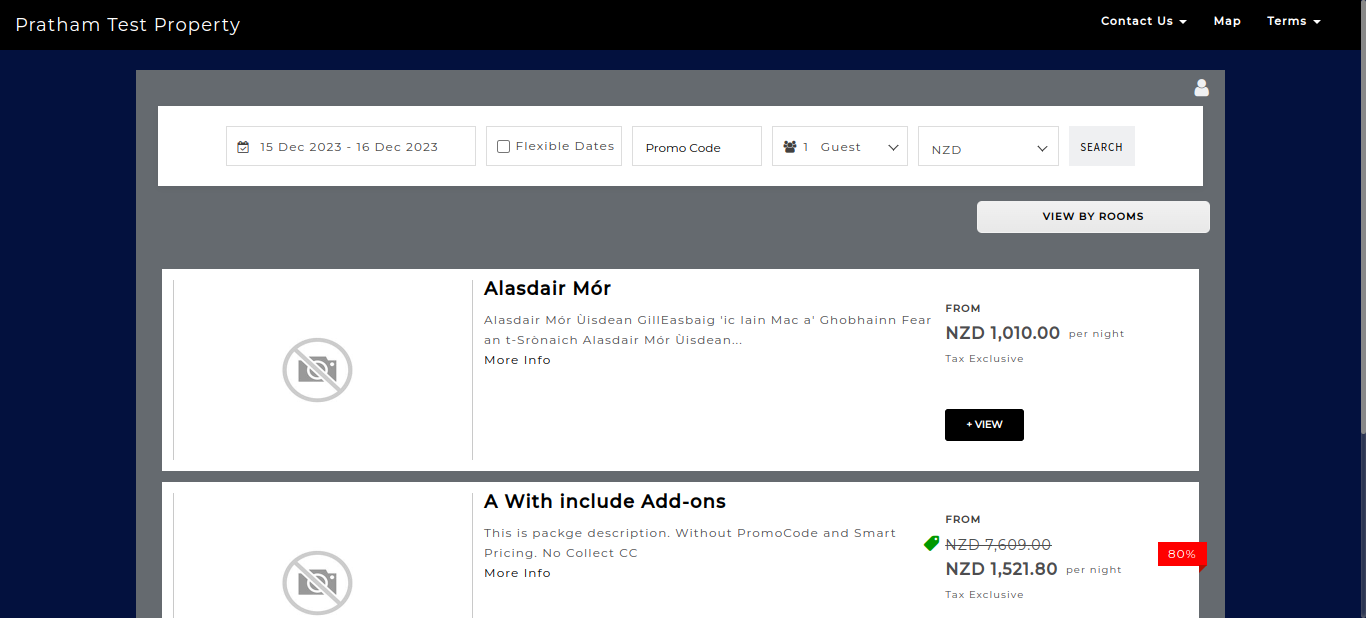 Pratham Test Property
Contact Us
Map
Terms
15 Dec 2023 - 16 Dec 2023
Flexible Dates
Promo Code
1 Guest
NZD
SEARCH
VIEW BY ROOMS
Alasdair Mór
Alasdair Mór Ùisdean GillEasbaig 'ic Iain Mac a' Ghobhainn Fear
an t-Srònaich Alasdair Mór Ùisdean...
More Info
FROM
NZD 1,010.00 per night
Tax Exclusive
+ VIEW
A With include Add-ons
This is packge description. Without PromoCode and Smart
Pricing. No Collect CC
More Info
FROM
NZD 7,609.00
NZD 1,521.80 per night
Tax Exclusive
80%